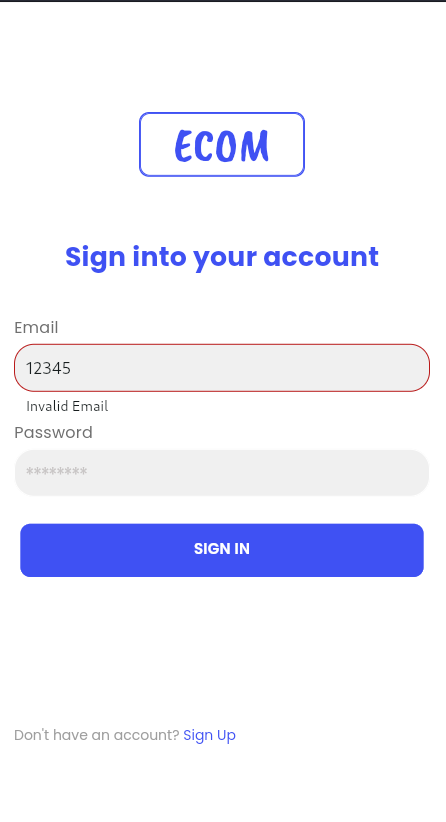 ECOM
Sign into your account
Email
12345
Invalid Email
Password
********
SIGN IN
Don't have an account? Sign Up